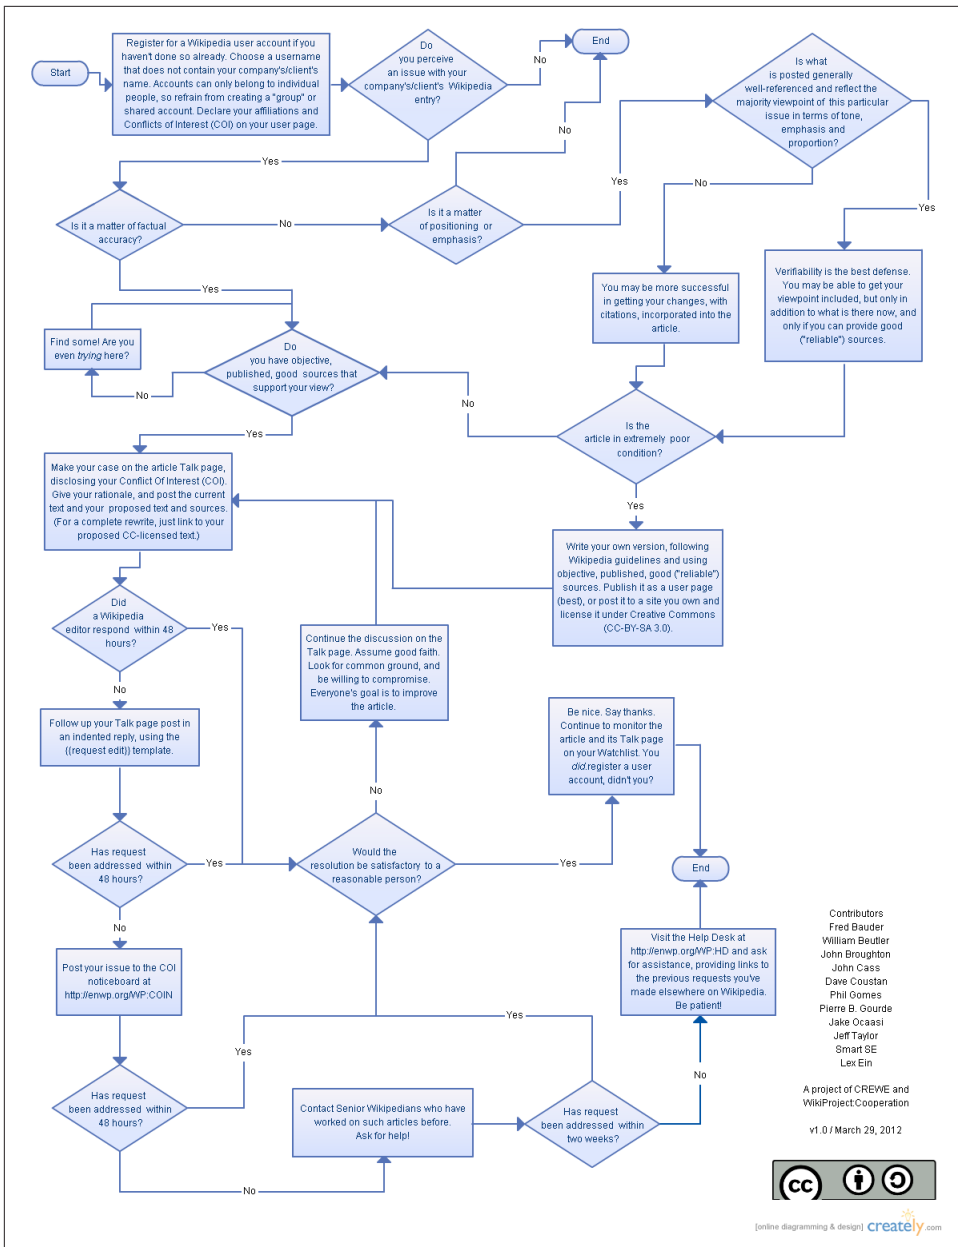 Start
Register for a Wikipedia user account if you
haven't done so already. Choose a username
that does not contain your company's/client's
name. Accounts can only belong to individual
people, so refrain from creating a "group" or
shared account. Declare your affiliations and
Conflicts of Interest (COI) on your user page.
Do
you perceive
an issue with your
company's/client's Wikipedia
entry?
No
End
Is what
is posted generally
well-referenced and reflect the
majority viewpoint of this particular
issue in terms of tone,
emphasis and
proportion?
No
Yes
Yes
No
Yes
Is it a matter of factual
accuracy?
No
Is it a matter
of positioning or
emphasis?
Yes
Verifiability is the best defense.
You may be able to get your
viewpoint included, but only in
addition to what is there now, and
only if you can provide good
("reliable") sources.
You may be more successful
in getting your changes, with
citations, incorporated into the
article.
Find some! Are you
even trying here?
Do
you have objective,
published, good sources that
support your view?
No
No
Is the
article in extremely poor
condition?
Yes
Yes
Make your case on the article Talk page,
disclosing your Conflict Of Interest (COI).
Give your rationale, and post the current
text and your proposed text and sources.
(For a complete rewrite, just link to your
proposed CC-licensed text.)
Write your own version, following
Wikipedia guidelines and using
objective, published, good ("reliable")
sources. Publish it as a user page
(best), or post it to a site you own and
license it under Creative Commons
(CC-BY-SA 3.0).
Did
a Wikipedia
editor respond within 48
hours?
Yes
Continue the discussion on the
Talk page. Assume good faith.
Look for common ground, and
be willing to compromise.
Everyone's goal is to improve
the article.
No
Follow up your Talk page post in
an indented reply, using the
{{request edit}} template.
Be nice. Say thanks.
Continue to monitor the
article and its Talk page
on your Watchlist. You
did register a user
account, didn't you?
No
Has request
been addressed within
48 hours?
Yes
Would the
resolution be satisfactory to a
reasonable person?
Yes
End
No
Post your issue to the COI
noticeboard at
http://enwp.org/WP:COIN
Visit the Help Desk at
http://enwp.org/WP:HD and ask
for assistance, providing links to
the previous requests you've
made elsewhere on Wikipedia.
Be patient!
Yes
Yes
No
Has request
been addressed within
48 hours?
Contact Senior Wikipedians who have
worked on such articles before.
Ask for help!
Has request
been addressed within
two weeks?
No
Contributors
Fred Bauder
William Beutler
John Broughton
John Cass
Dave Coustan
Phil Gomes
Pierre B. Gourde
Jake Ocaasi
Jeff Taylor
Smart SE
Lex Ein
A project of CREWE and
WikiProject:Cooperation
v1.0 / March 29, 2012
cc
[online diagramming & design] creately.com